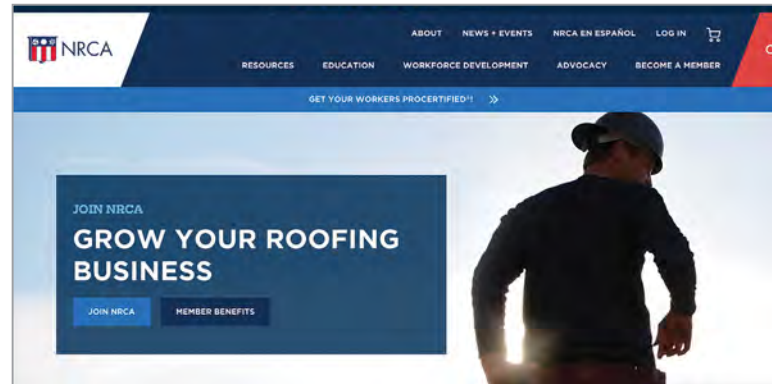 NRCA
ABOUT NEWS + EVENTS NRCA EN ESPAÑOL LOG IN
RESOURCES EDUCATION WORKFORCE DEVELOPMENT ADVOCACY BECOME A MEMBER
GET YOUR WORKERS PROCERTIFIED®!
JOIN NRCA
GROW YOUR ROOFING
BUSINESS
JOIN NRCA MEMBER BENEFITS